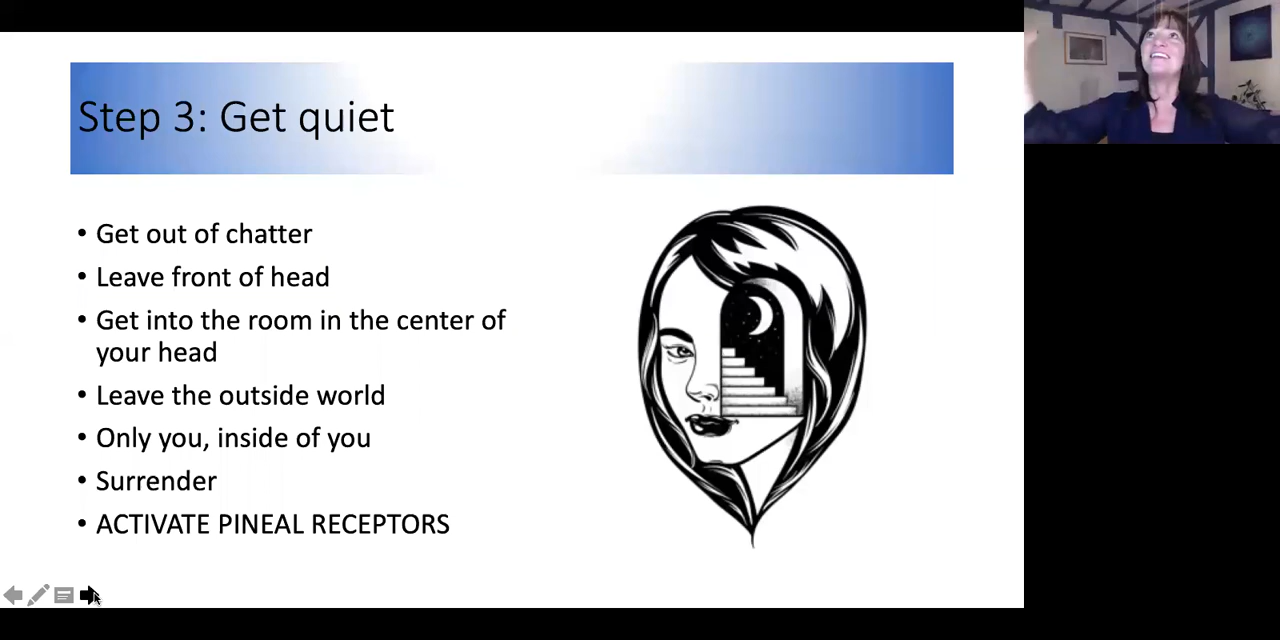 Step 3: Get quiet
• Get out of chatter
• Leave front of head
• Get into the room in the center of
your head
• Leave the outside world
• Only you, inside of you
• Surrender
• ACTIVATE PINEAL RECEPTORS